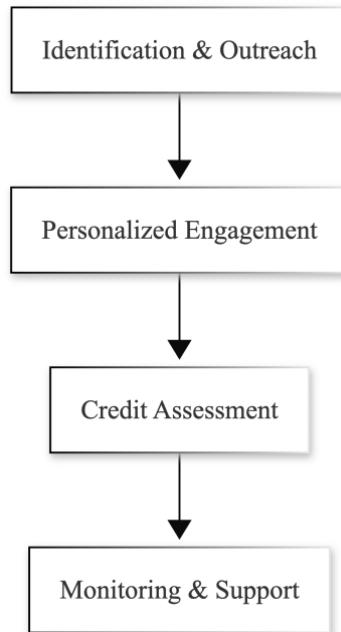 Identification & Outreach
Personalized Engagement
Credit Assessment
Monitoring & Support